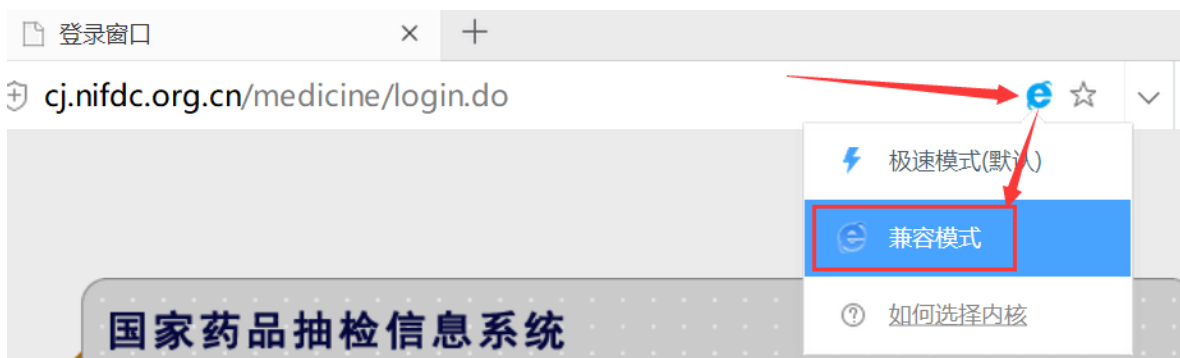 登录窗口
cj.nifdc.org.cn/medicine/login.do
极速模式(默认)
兼容模式
如何选择内核
国家药品抽检信息系统